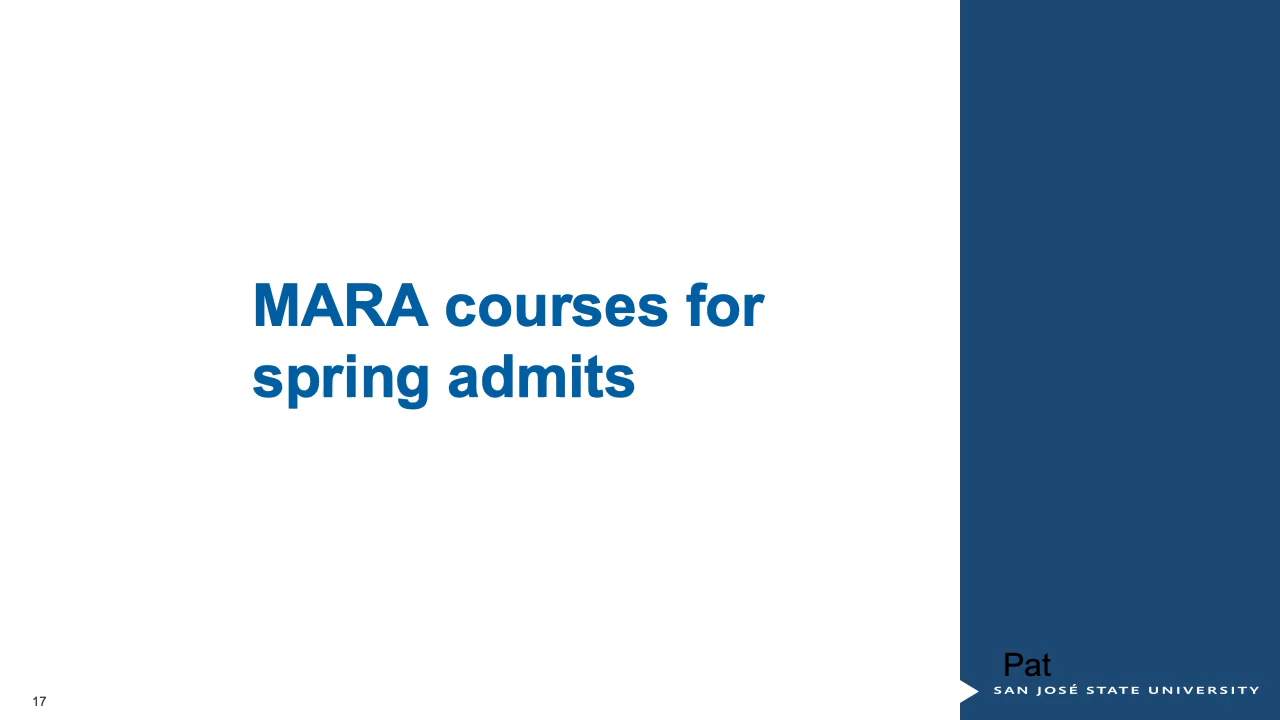 MARA courses for
spring admits
Pat
SAN JOSÉ STATE UNIVERSITY
17